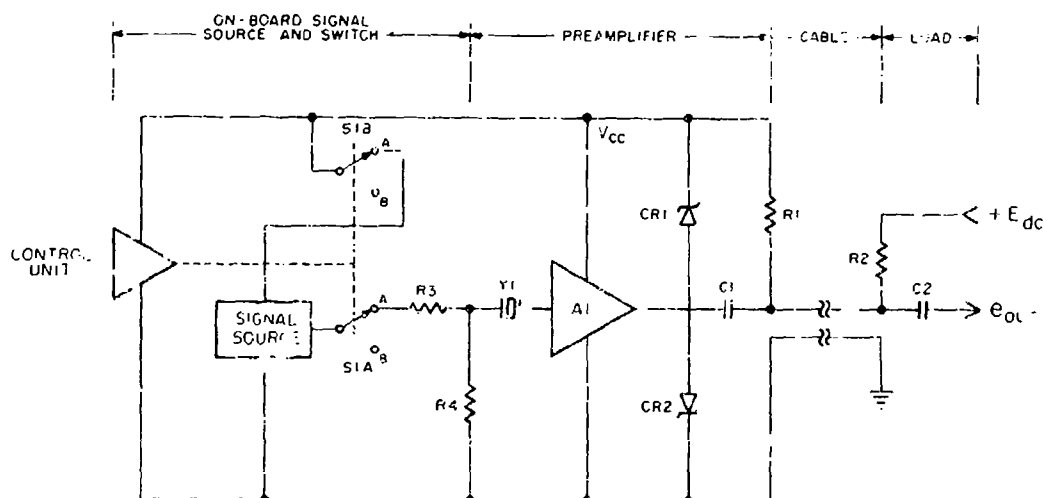 ON-BOARD SIGNAL
SOURCE AND SWITCH
PREAMPLIFIER
CABLE
LOAD
S1B
A
B
VCC
CR1
R1
+ Edc
R2
CONTROL
UNIT
SIGNAL
SOURCE
A
R3
Y1
A1
C1
C2
S1A
B
R4
CR2